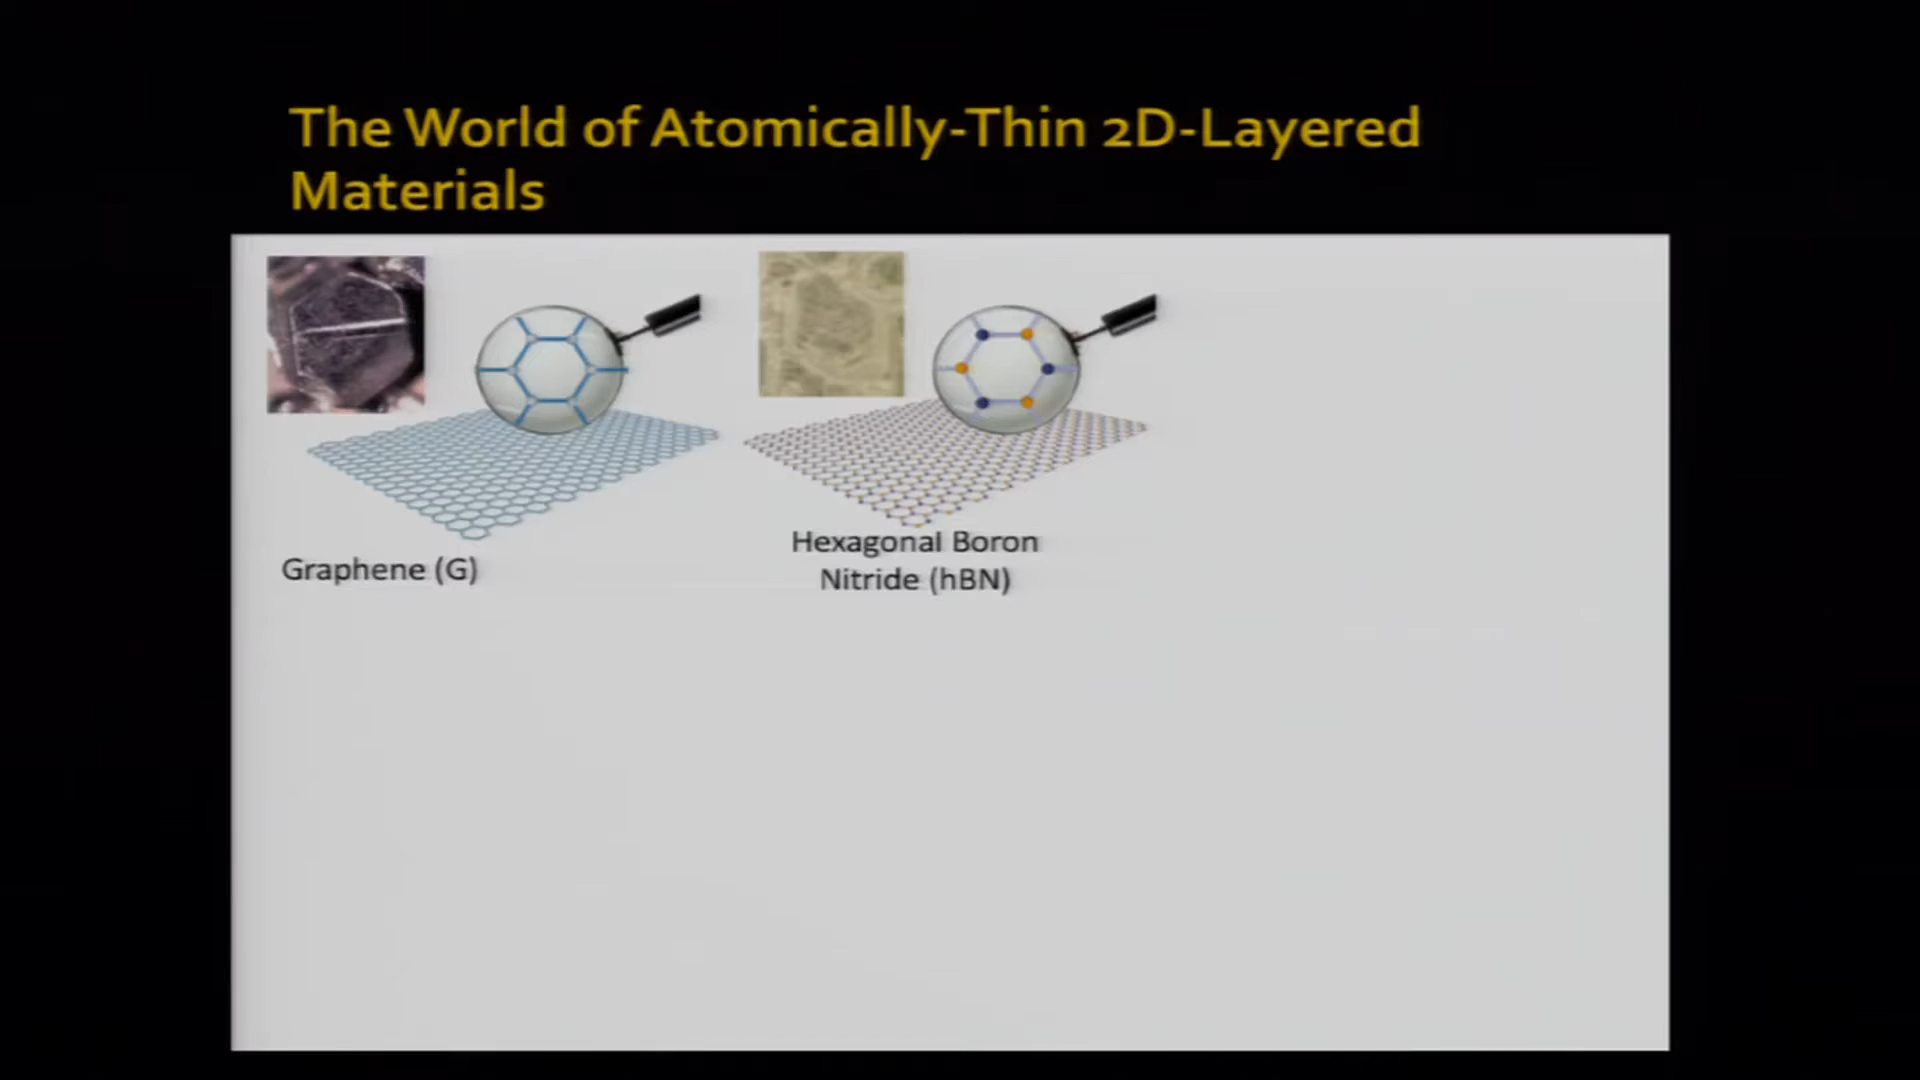 The World of Atomically-Thin 2D-Layered
Materials
Graphene (G)
Hexagonal Boron
Nitride (hBN)